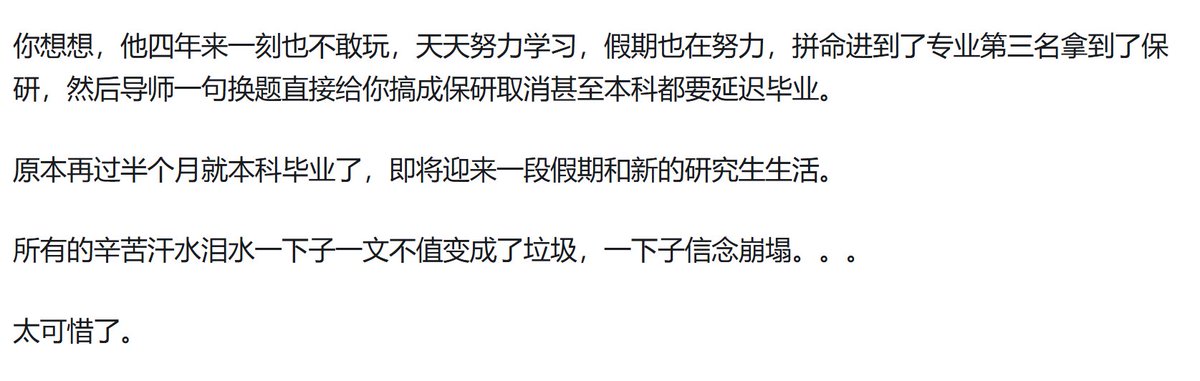 你想想，他四年来一刻也不敢玩，天天努力学习，假期也在努力，拼命进到了专业第三名拿到了保
研，然后导师一句换题直接给你搞成保研取消甚至本科都要延迟毕业。
原本再过半个月就本科毕业了，即将迎来一段假期和新的研究生生活。
所有的辛苦汗水泪水一下子一文不值变成了垃圾，一下子信念崩塌。。。
太可惜了。